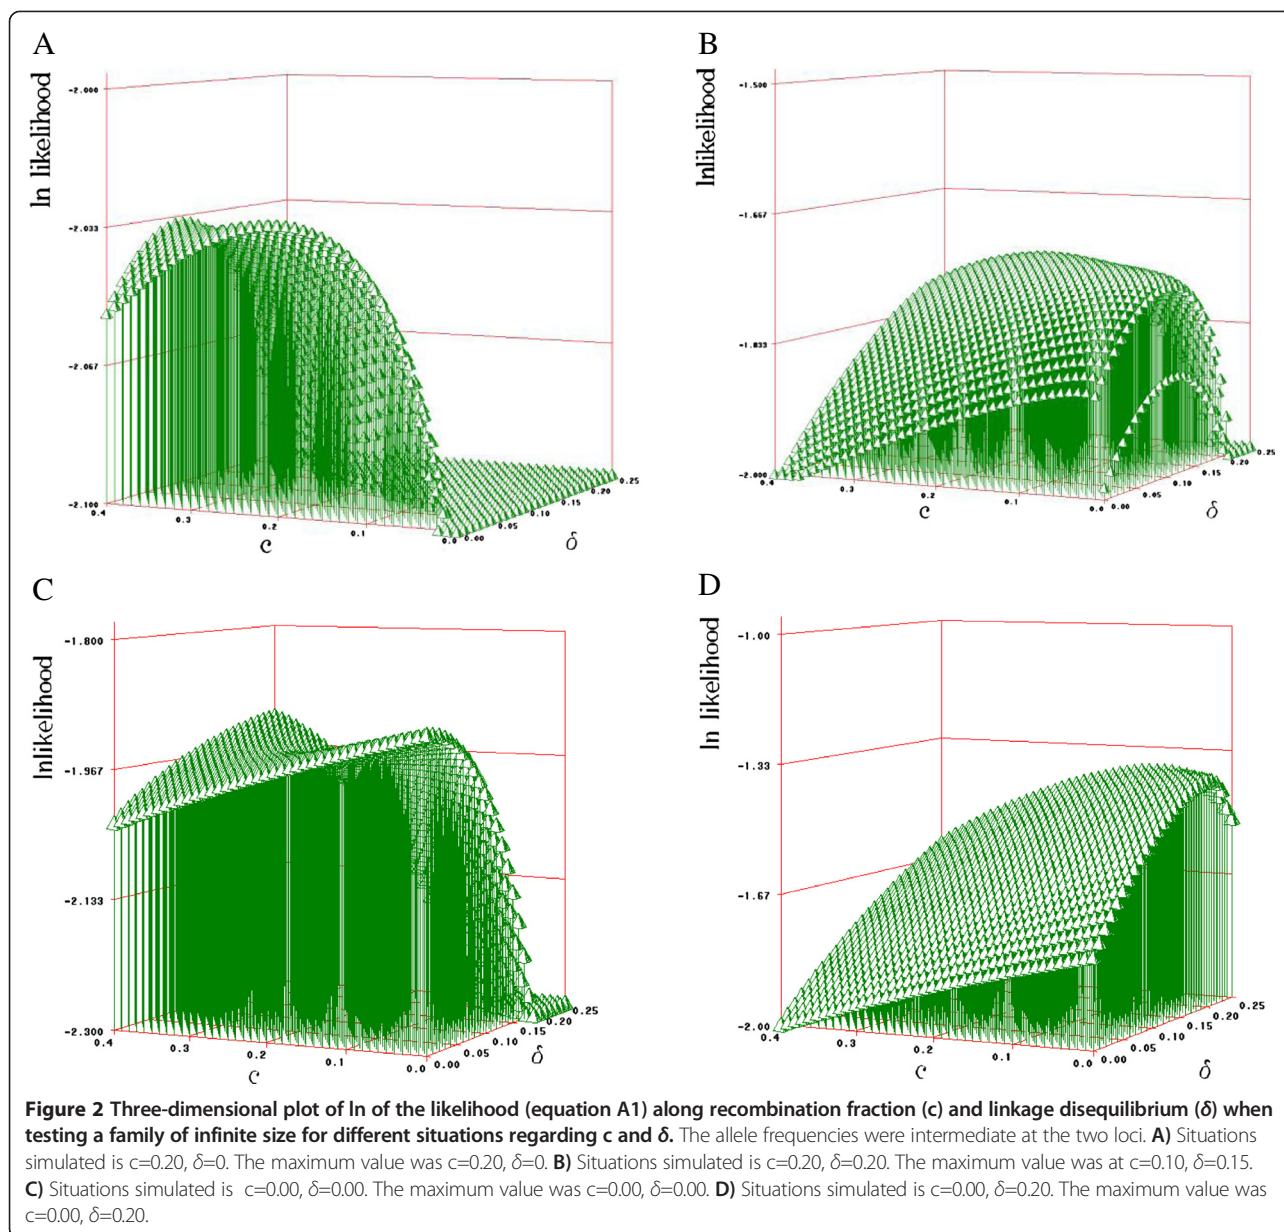 A
ln likelihood
-2.000
-2.033
-2.067
-2.100
0.4
0.3
0.2
0.1
0.0
c
0.00
0.05
0.10
0.15
0.20
0.25
δ
B
lnlikelihood
-1.500
-1.667
-1.833
-2.000
0.4
0.3
0.2
0.1
0.0
c
0.00
0.05
0.10
0.15
0.20
0.25
δ
C
lnlikelihood
-1.800
-1.967
-2.133
-2.300
0.4
0.3
0.2
0.1
0.0
c
0.00
0.05
0.10
0.15
0.20
0.25
δ
D
ln likelihood
-1.00
-1.33
-1.67
-2.00
0.4
0.3
0.2
0.1
0.0
c
0.00
0.05
0.10
0.15
0.20
0.25
δ
Figure 2 Three-dimensional plot of ln of the likelihood (equation A1) along recombination fraction (c) and linkage disequilibrium (δ) when
testing a family of infinite size for different situations regarding c and δ. The allele frequencies were intermediate at the two loci. A) Situations
simulated is c=0.20, δ=0. The maximum value was c=0.20, δ=0. B) Situations simulated is c=0.20, δ=0.20. The maximum value was at c=0.10, δ=0.15.
C) Situations simulated is c=0.00, δ=0.00. The maximum value was c=0.00, δ=0.00. D) Situations simulated is c=0.00, δ=0.20. The maximum value was
c=0.00, δ=0.20.